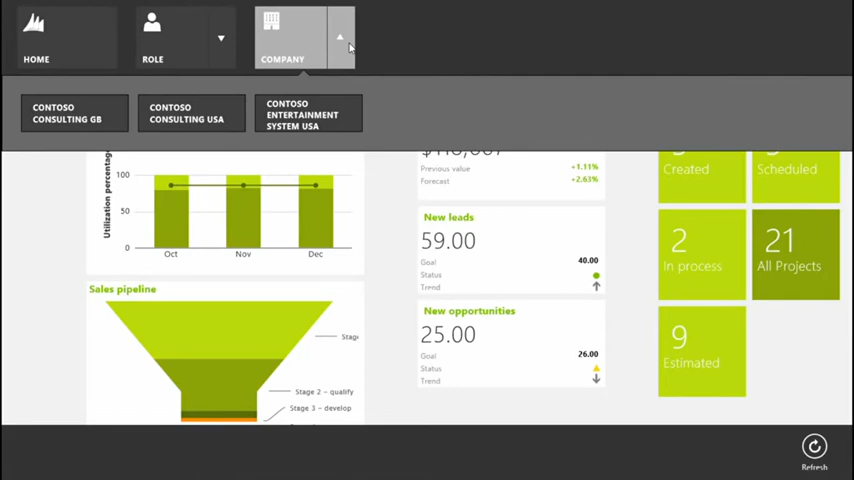 HOME
ROLE
COMPANY
CONTOSO
CONSULTING GB
CONTOSO
CONSULTING USA
CONTOSO
ENTERTAINMENT
SYSTEM USA
Utilization percentage
100
50
0
Oct
Nov
Dec
Sales pipeline
Stage 2 – qualify
Stage 3 – develop
Previous value
+1.11%
Forecast
+2.63%
New leads
59.00
Goal
40.00
Status
Trend
New opportunities
25.00
Goal
26.00
Status
Trend
Created
Scheduled
2
In process
21
All Projects
9
Estimated
Refresh